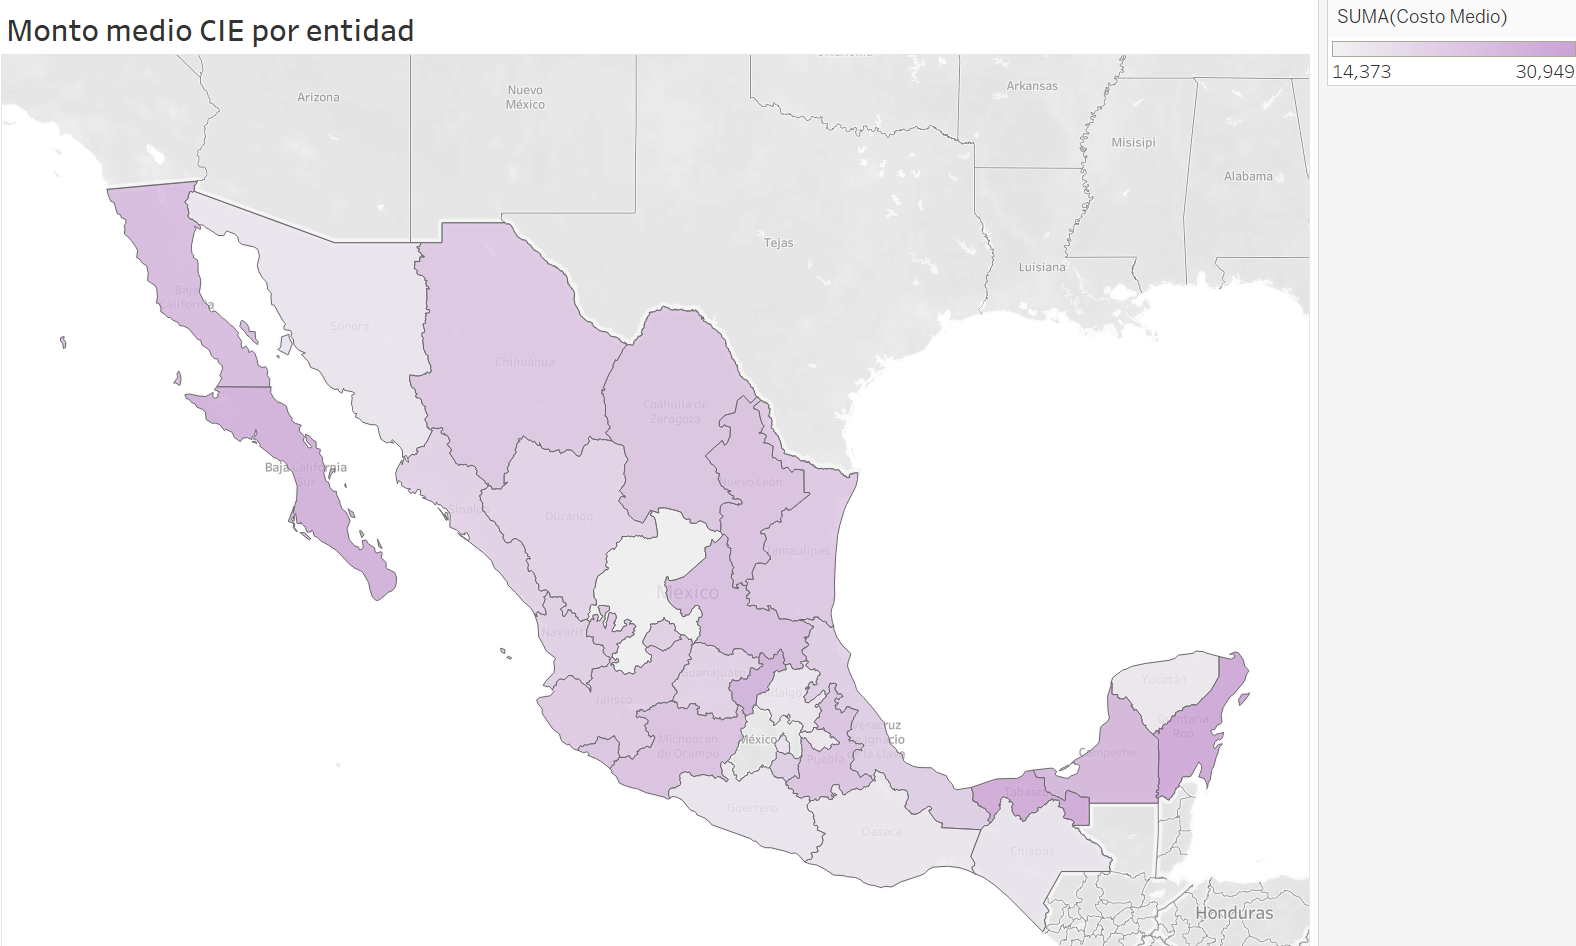 Monto medio CIE por entidad
SUMA(Costo Medio)
14,373
30,949
Arizona
Nuevo
México
Arkansas
Misisipi
Alabama
Tejas
Luisiana
Baja
California
Sonora
Chihuahua
Coahuila de
Zaragoza
Baja California
Sur
Nuevo León
Sinaloa
Durango
Tamaulipas
Mexico
Nayarit
Guanajuato
Jalisco
Yucatán
Quintana
Roo
México
Michoacán
de Ocampo
Veracruz
de Ignacio
de la Llave
Puebla
Campeche
Tabasco
Guerrero
Oaxaca
Chiapas
Honduras